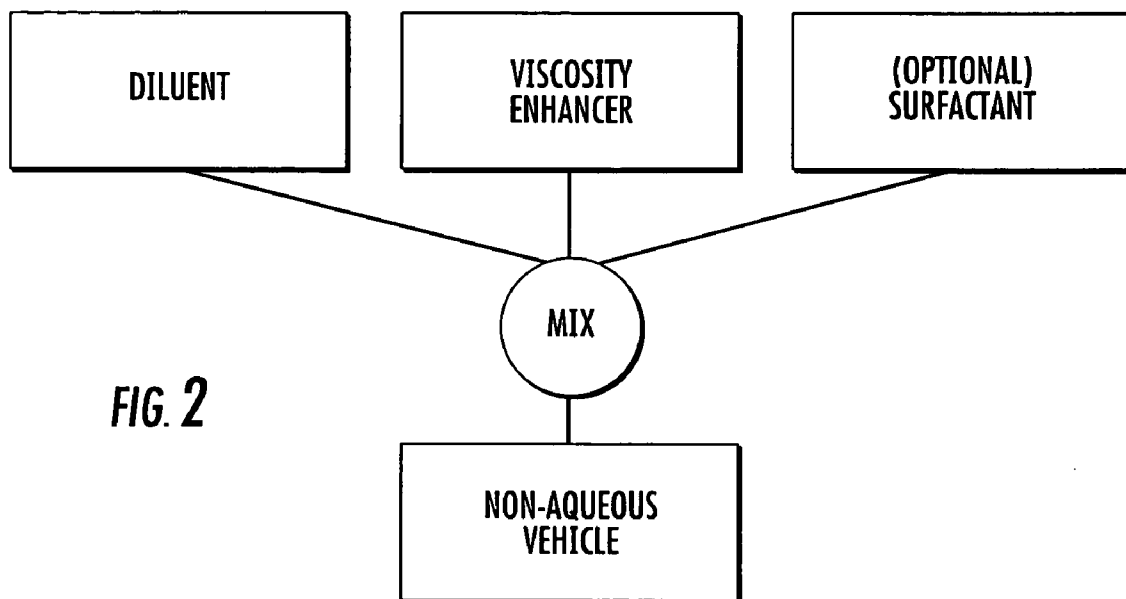 DILUENT
VISCOSITY
ENHANCER
(OPTIONAL)
SURFACTANT
MIX
FIG. 2
NON-AQUEOUS
VEHICLE